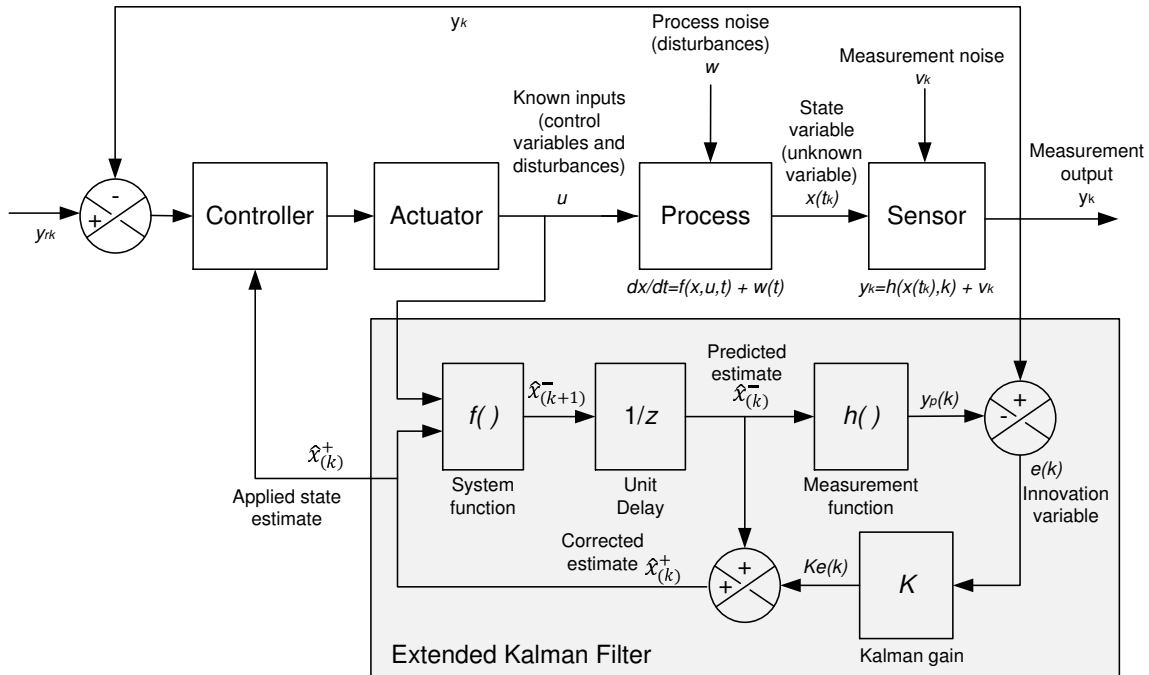 yₖ
Process noise
(disturbances)
w
Measurement noise
vₖ
Known inputs
(control
variables and
disturbances)
u
State
variable
(unknown
variable)
x(tₖ)
Measurement
output
yₖ
-
+
yᵣₖ
Controller
Actuator
Process
Sensor
dx/dt=f(x,u,t) + w(t)
yₖ=h(x(tₖ),k) + vₖ
Predicted
estimate
x̂⁻₍ₖ₎
f( )
x̂⁻₍ₖ₊₁₎
1/z
h( )
yₚ(k)
+
-
x̂⁺₍ₖ₎
Applied state
estimate
System
function
Unit
Delay
Measurement
function
e(k)
Innovation
variable
Corrected
estimate x̂⁺₍ₖ₎
+
+
Ke(k)
K
Kalman gain
Extended Kalman Filter